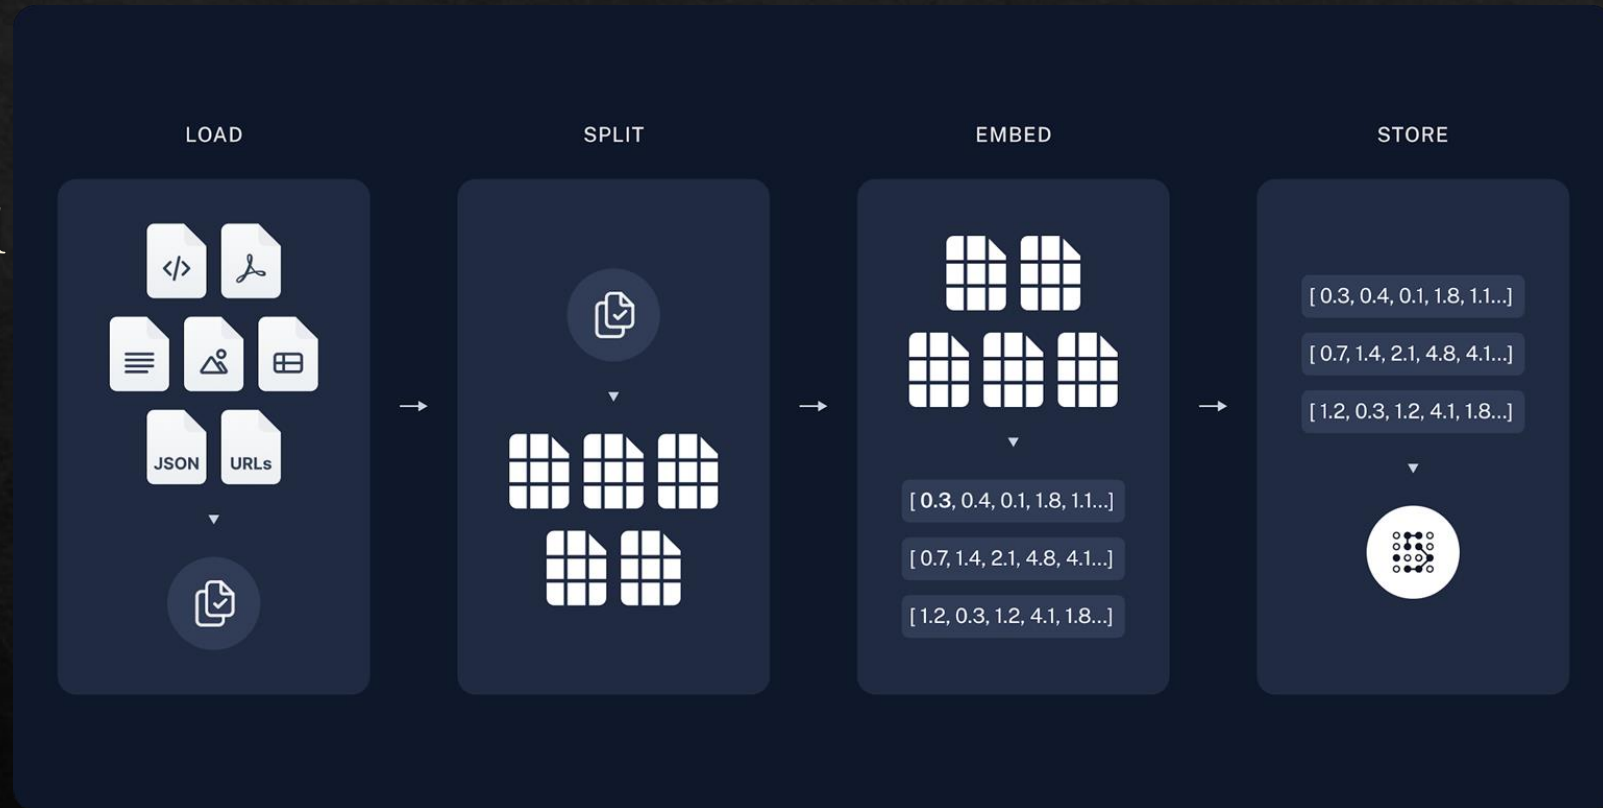 LOAD
SPLIT
EMBED
STORE
</>
JSON
URLs
[ 0.3, 0.4, 0.1, 1.8, 1.1...]
[ 0.7, 1.4, 2.1, 4.8, 4.1...]
[ 1.2, 0.3, 1.2, 4.1, 1.8...]
[ 0.3, 0.4, 0.1, 1.8, 1.1...]
[ 0.7, 1.4, 2.1, 4.8, 4.1...]
[ 1.2, 0.3, 1.2, 4.1, 1.8...]